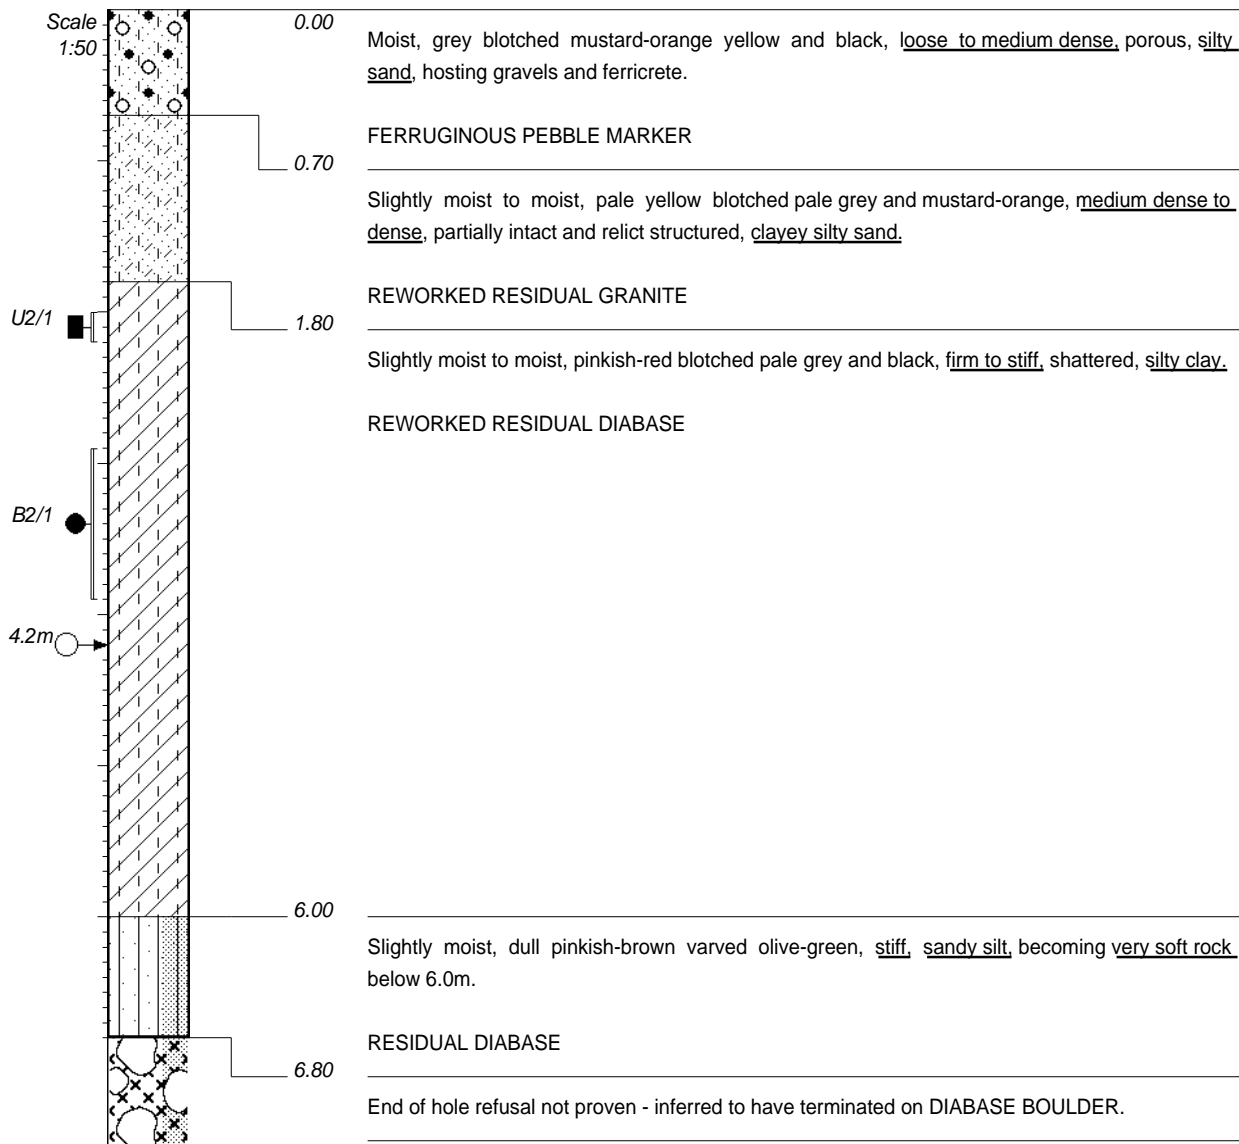 Scale
1:50
0.00
Moist, grey blotched mustard-orange yellow and black, loose to medium dense, porous, silty
sand, hosting gravels and ferricrete.
FERRUGINOUS PEBBLE MARKER
0.70
Slightly moist to moist, pale yellow blotched pale grey and mustard-orange, medium dense to
dense, partially intact and relict structured, clayey silty sand.
REWORKED RESIDUAL GRANITE
U2/1
1.80
Slightly moist to moist, pinkish-red blotched pale grey and black, firm to stiff, shattered, silty clay.
REWORKED RESIDUAL DIABASE
B2/1
4.2m
6.00
Slightly moist, dull pinkish-brown varved olive-green, stiff, sandy silt, becoming very soft rock
below 6.0m.
RESIDUAL DIABASE
6.80
End of hole refusal not proven - inferred to have terminated on DIABASE BOULDER.